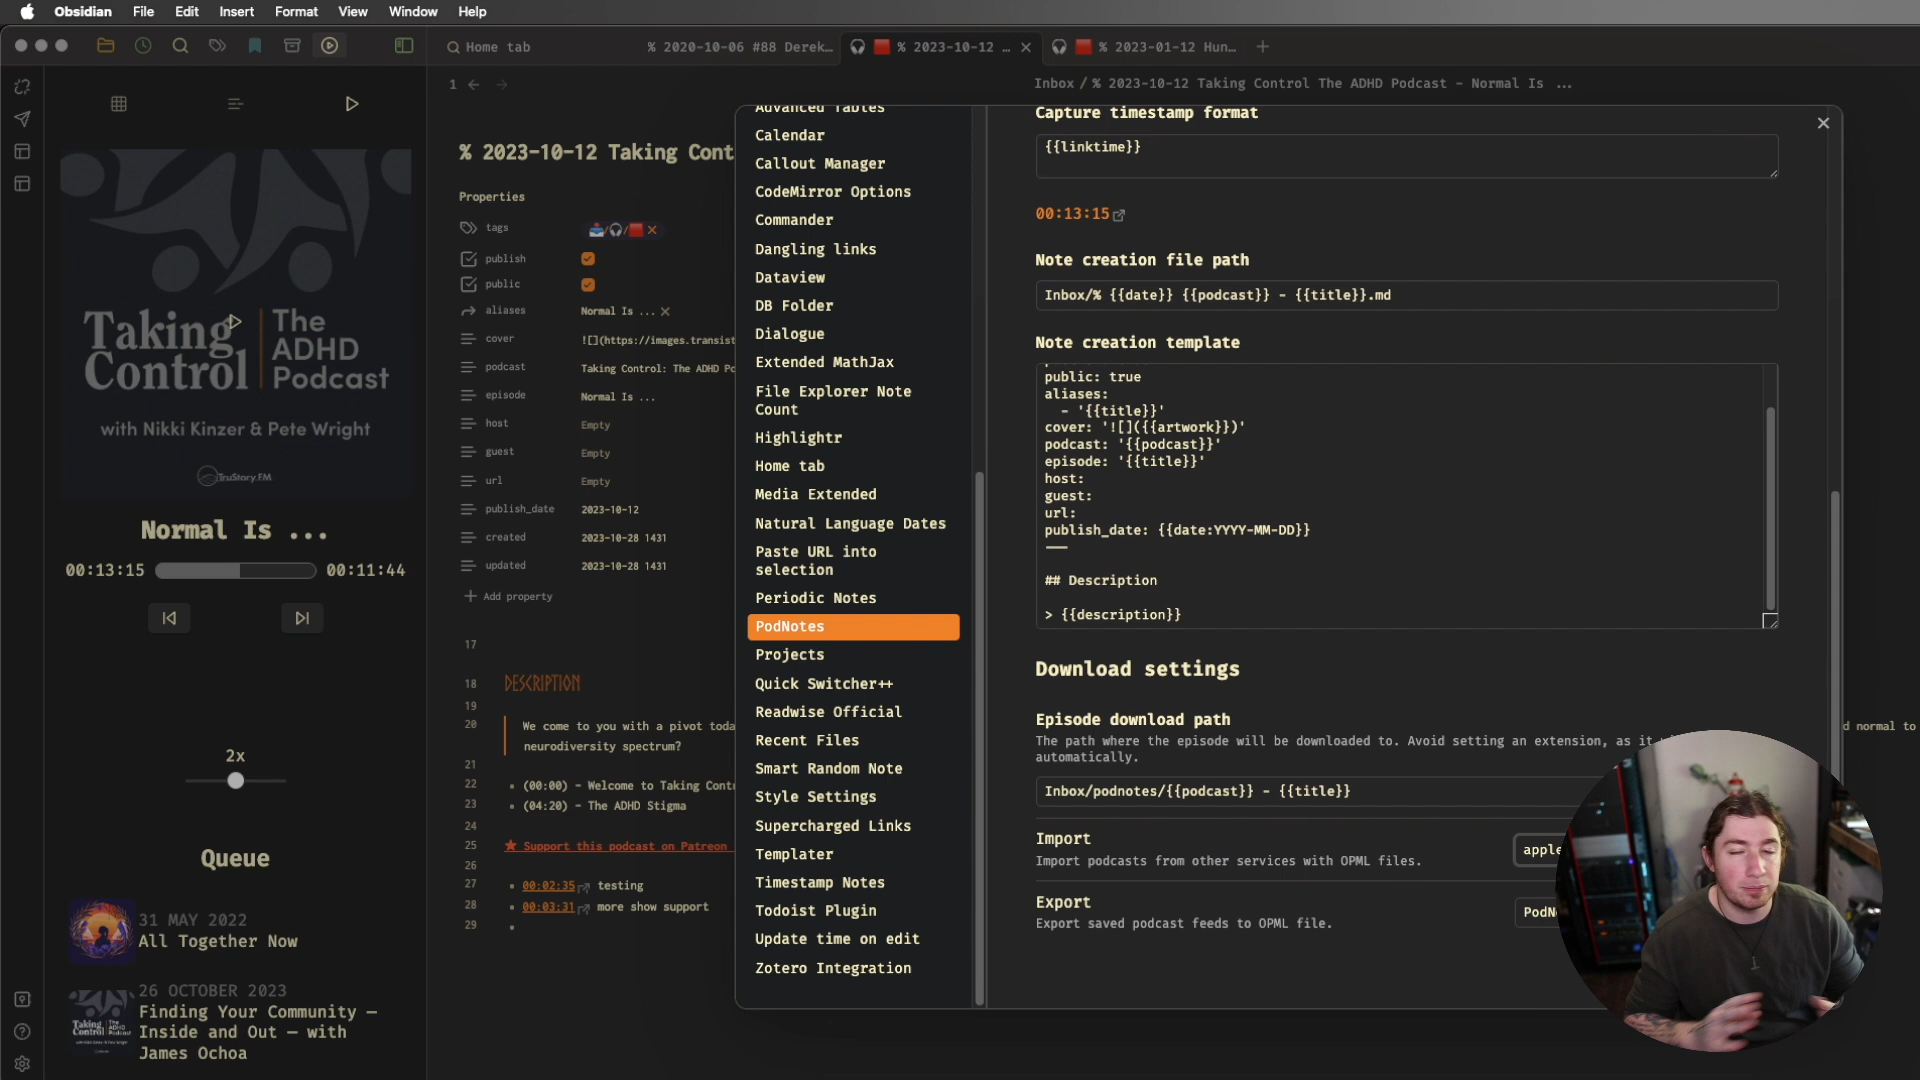 Obsidian File Edit Insert Format View Window Help
Home tab
% 2020-10-06 #88 Derek…
% 2023-10-12 …
% 2023-01-12 Hun…
1
Inbox / % 2023-10-12 Taking Control The ADHD Podcast - Normal Is ...
Taking Control
The ADHD Podcast
with Nikki Kinzer & Pete Wright
TruStory.FM
Normal Is ...
00:13:15
00:11:44
2x
Queue
31 MAY 2022
All Together Now
26 OCTOBER 2023
Finding Your Community —
Inside and Out — with
James Ochoa
% 2023-10-12 Taking Cont
Properties
tags
publish
public
aliases Normal Is ...
cover ![](https://images.transist
podcast Taking Control: The ADHD Po
episode Normal Is ...
host Empty
guest Empty
url Empty
publish_date 2023-10-12
created 2023-10-28 1431
updated 2023-10-28 1431
Add property
17
18 DESCRIPTION
19
20 We come to you with a pivot toda
neurodiversity spectrum?
21
22 (00:00) - Welcome to Taking Cont
23 (04:20) - The ADHD Stigma
24
25 ★ Support this podcast on Patreon
26
27 00:02:35 testing
28 00:03:31 more show support
29
Advanced Tables
Calendar
Callout Manager
CodeMirror Options
Commander
Dangling links
Dataview
DB Folder
Dialogue
Extended MathJax
File Explorer Note
Count
Highlightr
Home tab
Media Extended
Natural Language Dates
Paste URL into
selection
Periodic Notes
PodNotes
Projects
Quick Switcher++
Readwise Official
Recent Files
Smart Random Note
Style Settings
Supercharged Links
Templater
Timestamp Notes
Todoist Plugin
Update time on edit
Zotero Integration
Capture timestamp format
{{linktime}}
00:13:15
Note creation file path
Inbox/% {{date}} {{podcast}} - {{title}}.md
Note creation template
public: true
aliases:
- '{{title}}'
cover: '![]({{artwork}})'
podcast: '{{podcast}}'
episode: '{{title}}'
host:
guest:
url:
publish_date: {{date:YYYY-MM-DD}}
---
## Description
> {{description}}
Download settings
Episode download path
The path where the episode will be downloaded to. Avoid setting an extension, as it
automatically.
Inbox/podnotes/{{podcast}} - {{title}}
Import
Import podcasts from other services with OPML files.
apple
Export
Export saved podcast feeds to OPML file.
PodN
d normal to